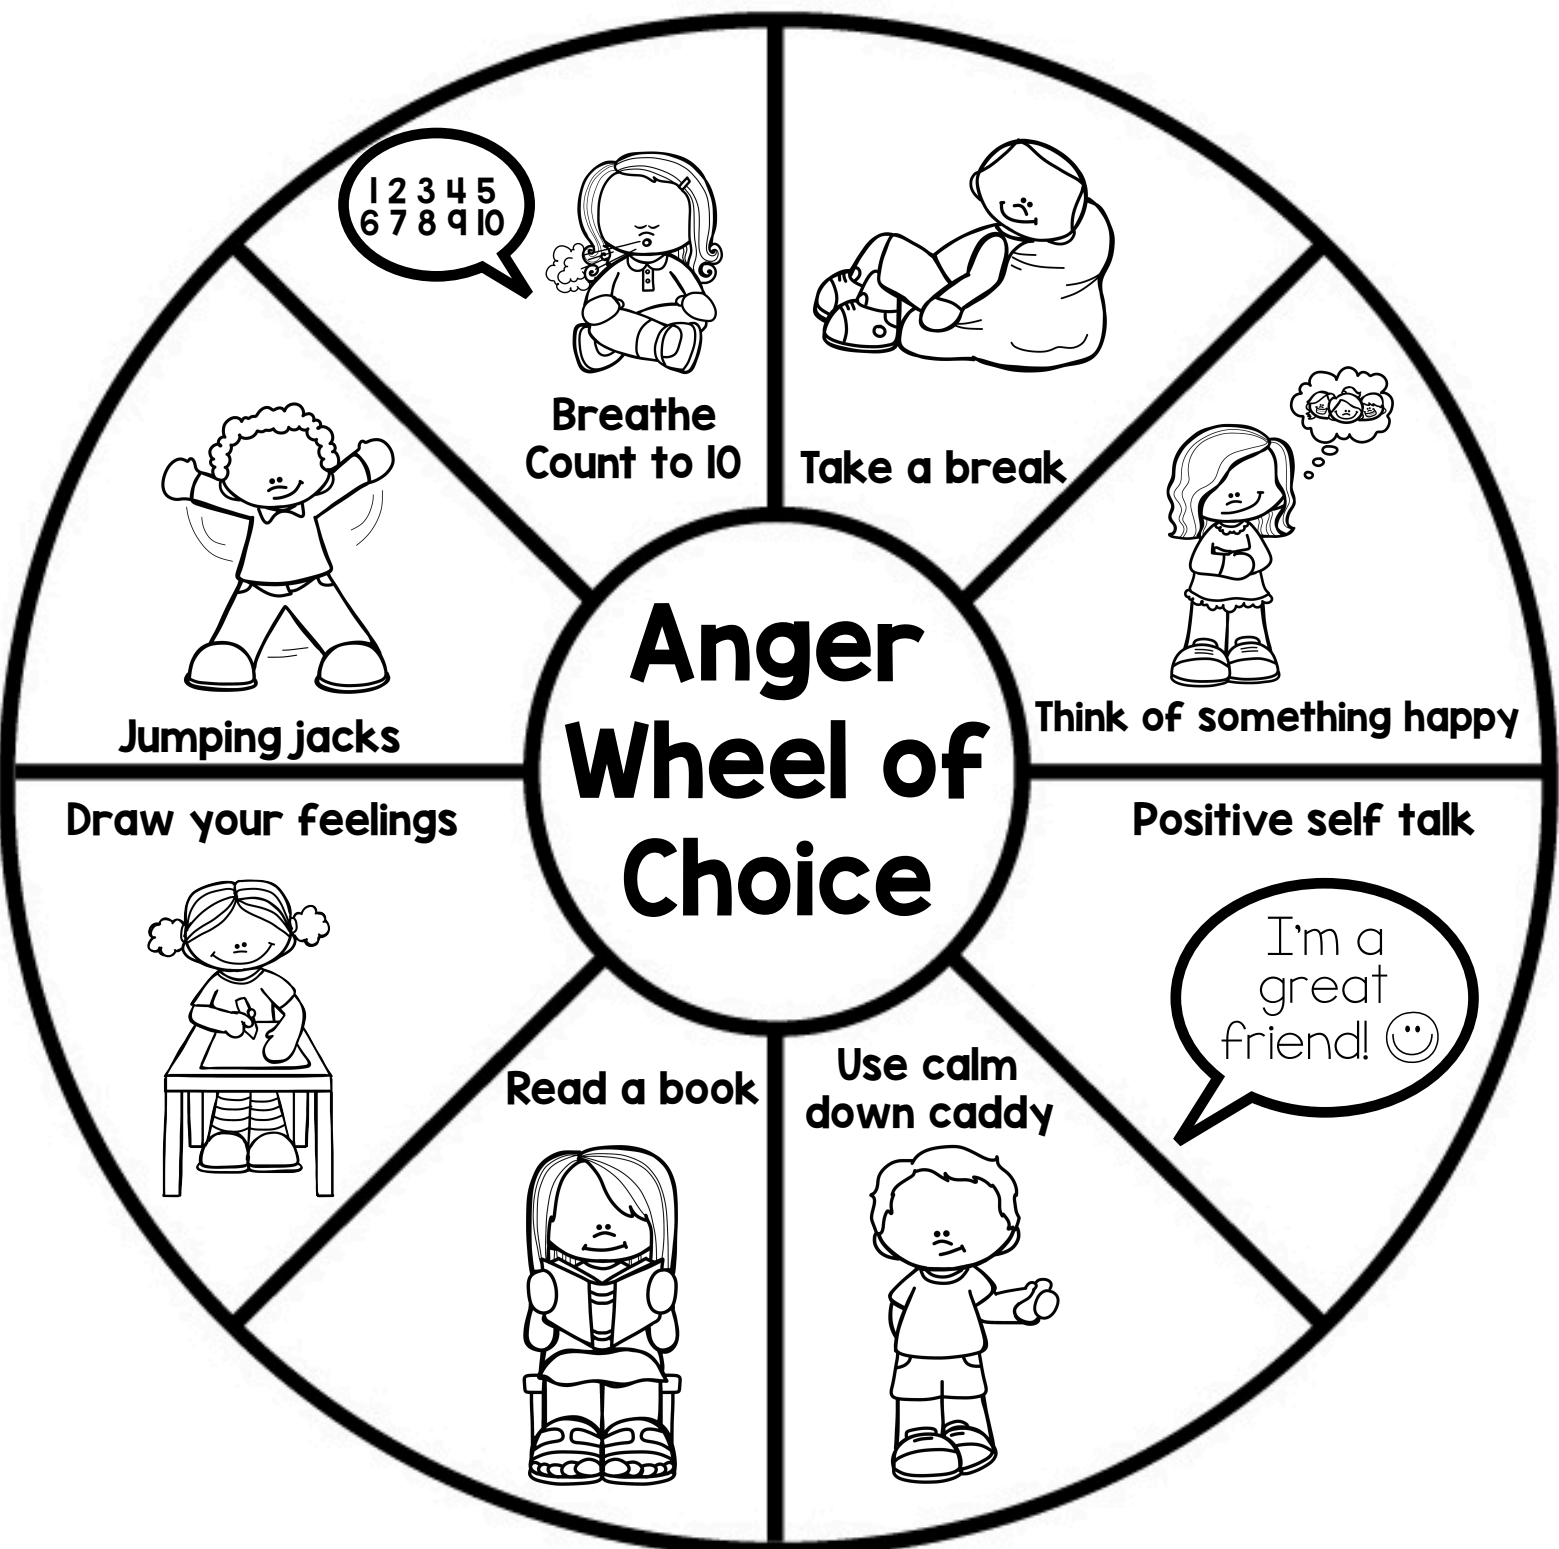 1 2 3 4 5
6 7 8 9 10
Breathe
Count to 10
Take a break
Think of something happy
Jumping jacks
Anger
Wheel of
Choice
Draw your feelings
Positive self talk
I'm a
great
friend!
Read a book
Use calm
down caddy